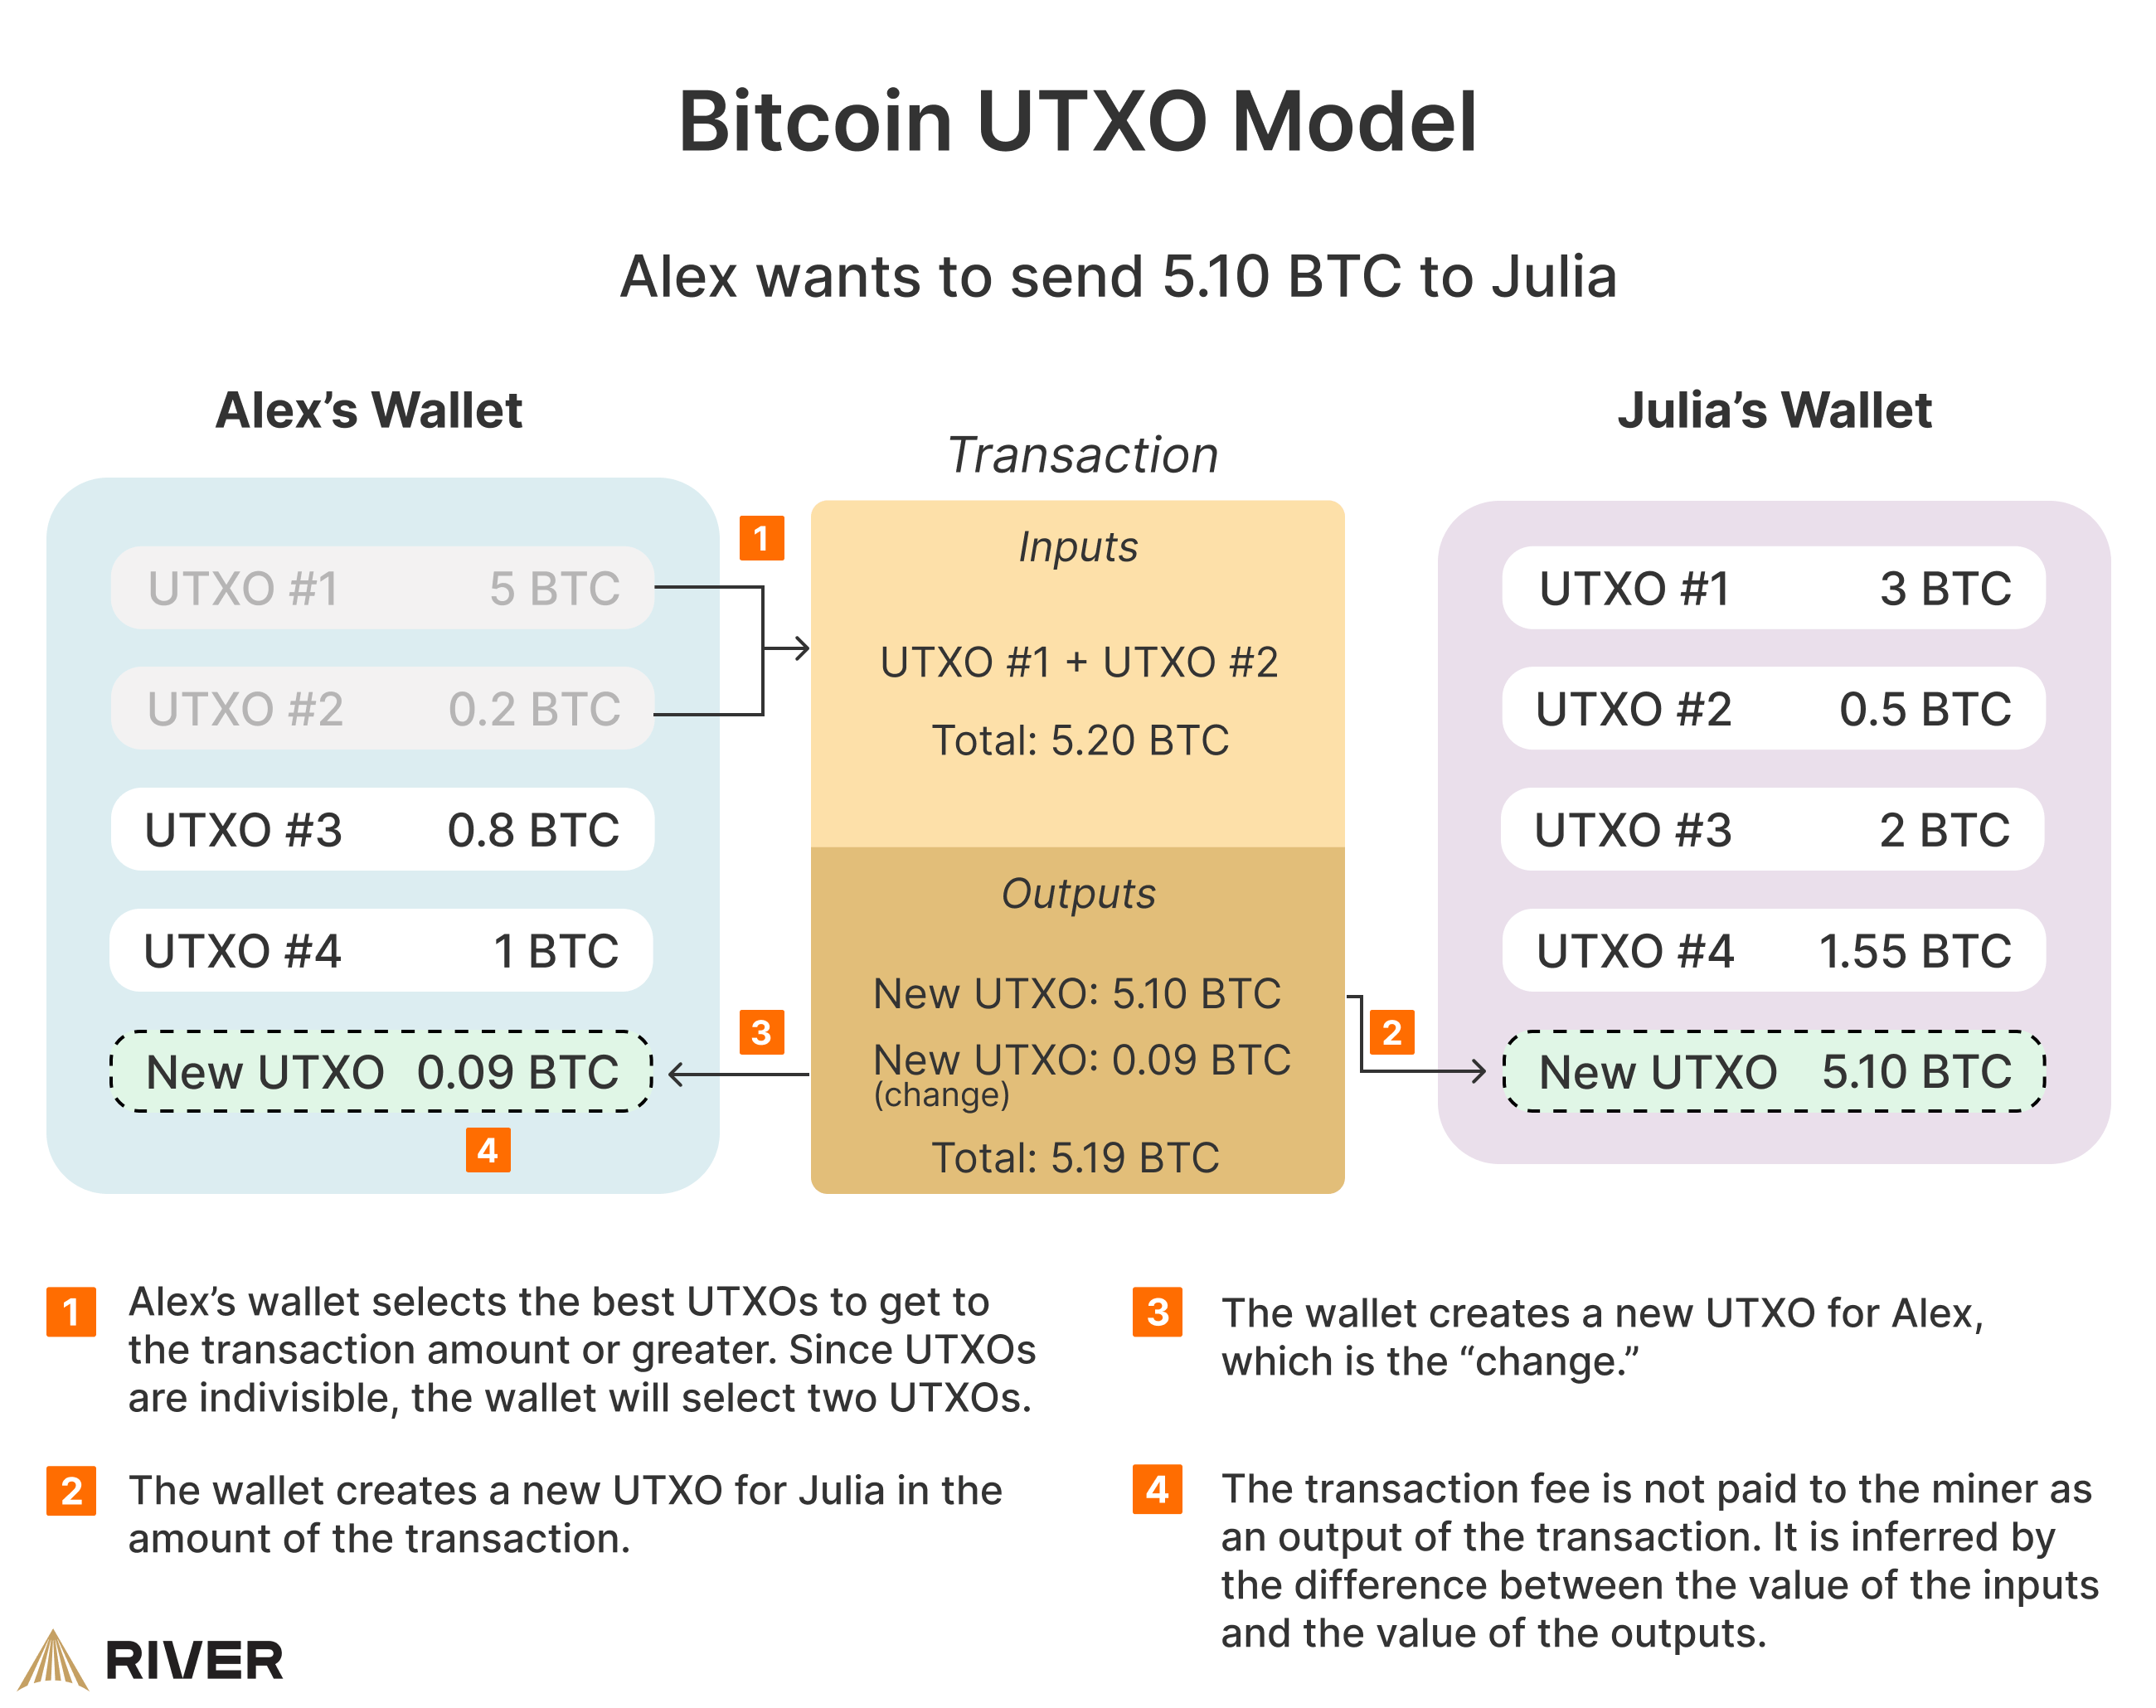 Bitcoin UTXO Model
Alex wants to send 5.10 BTC to Julia
Alex’s Wallet
UTXO #1 5 BTC
UTXO #2 0.2 BTC
UTXO #3 0.8 BTC
UTXO #4 1 BTC
New UTXO 0.09 BTC
4
1
3
Transaction
Inputs
UTXO #1 + UTXO #2
Total: 5.20 BTC
Outputs
New UTXO: 5.10 BTC
New UTXO: 0.09 BTC
(change)
Total: 5.19 BTC
2
Julia’s Wallet
UTXO #1 3 BTC
UTXO #2 0.5 BTC
UTXO #3 2 BTC
UTXO #4 1.55 BTC
New UTXO 5.10 BTC
1 Alex’s wallet selects the best UTXOs to get to
the transaction amount or greater. Since UTXOs
are indivisible, the wallet will select two UTXOs.
2 The wallet creates a new UTXO for Julia in the
amount of the transaction.
3 The wallet creates a new UTXO for Alex,
which is the “change.”
4 The transaction fee is not paid to the miner as
an output of the transaction. It is inferred by
the difference between the value of the inputs
and the value of the outputs.
RIVER